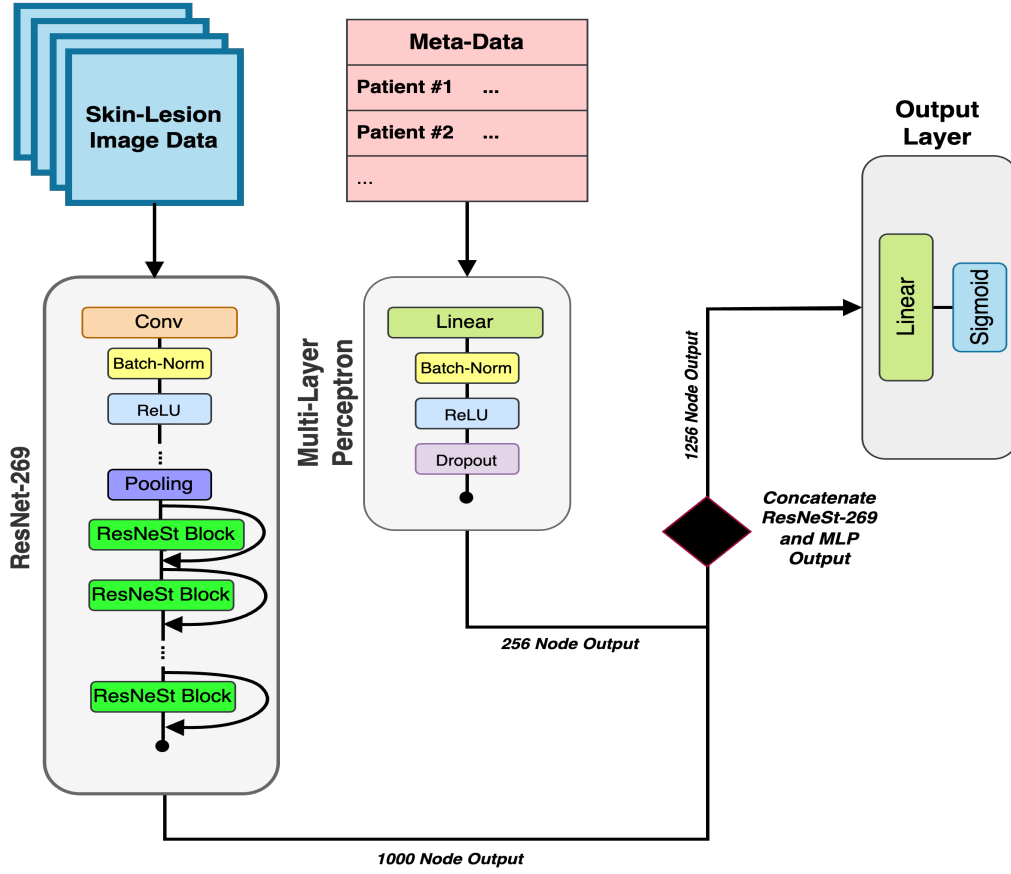 Skin-Lesion
Image Data
Meta-Data
Patient #1 ...
Patient #2 ...
...
Output
Layer
Linear
Sigmoid
ResNet-269
Conv
Batch-Norm
ReLU
Pooling
ResNeSt Block
ResNeSt Block
ResNeSt Block
Multi-Layer
Perceptron
Linear
Batch-Norm
ReLU
Dropout
1256 Node Output
Concatenate
ResNeSt-269
and MLP
Output
256 Node Output
1000 Node Output